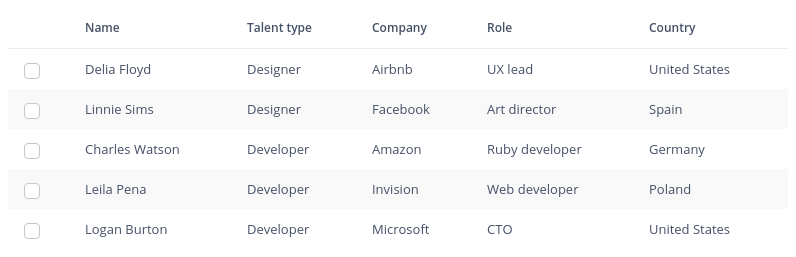 Name Talent type Company Role Country
Delia Floyd Designer Airbnb UX lead United States
Linnie Sims Designer Facebook Art director Spain
Charles Watson Developer Amazon Ruby developer Germany
Leila Pena Developer Invision Web developer Poland
Logan Burton Developer Microsoft CTO United States